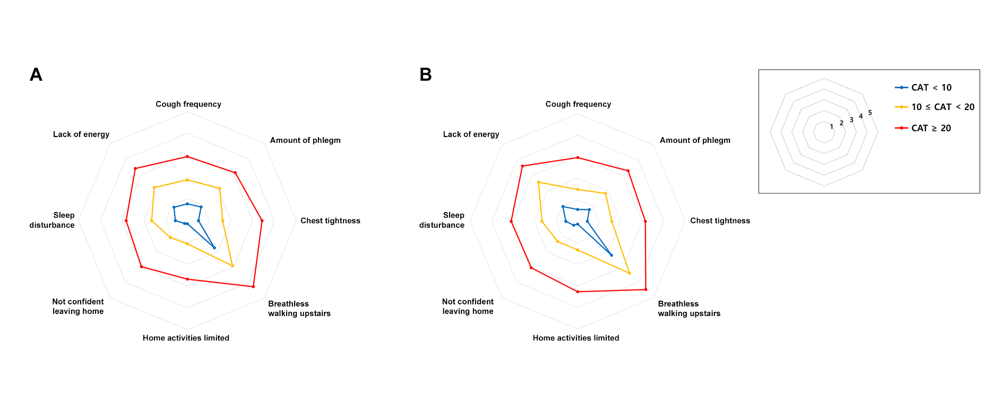 A
Cough frequency
Lack of energy
Amount of phlegm
Sleep
disturbance
Chest tightness
Not confident
leaving home
Breathless
walking upstairs
Home activities limited
B
Cough frequency
Lack of energy
Amount of phlegm
Sleep
disturbance
Chest tightness
Not confident
leaving home
Breathless
walking upstairs
Home activities limited
1 2 3 4 5
CAT < 10
10 ≤ CAT < 20
CAT ≥ 20